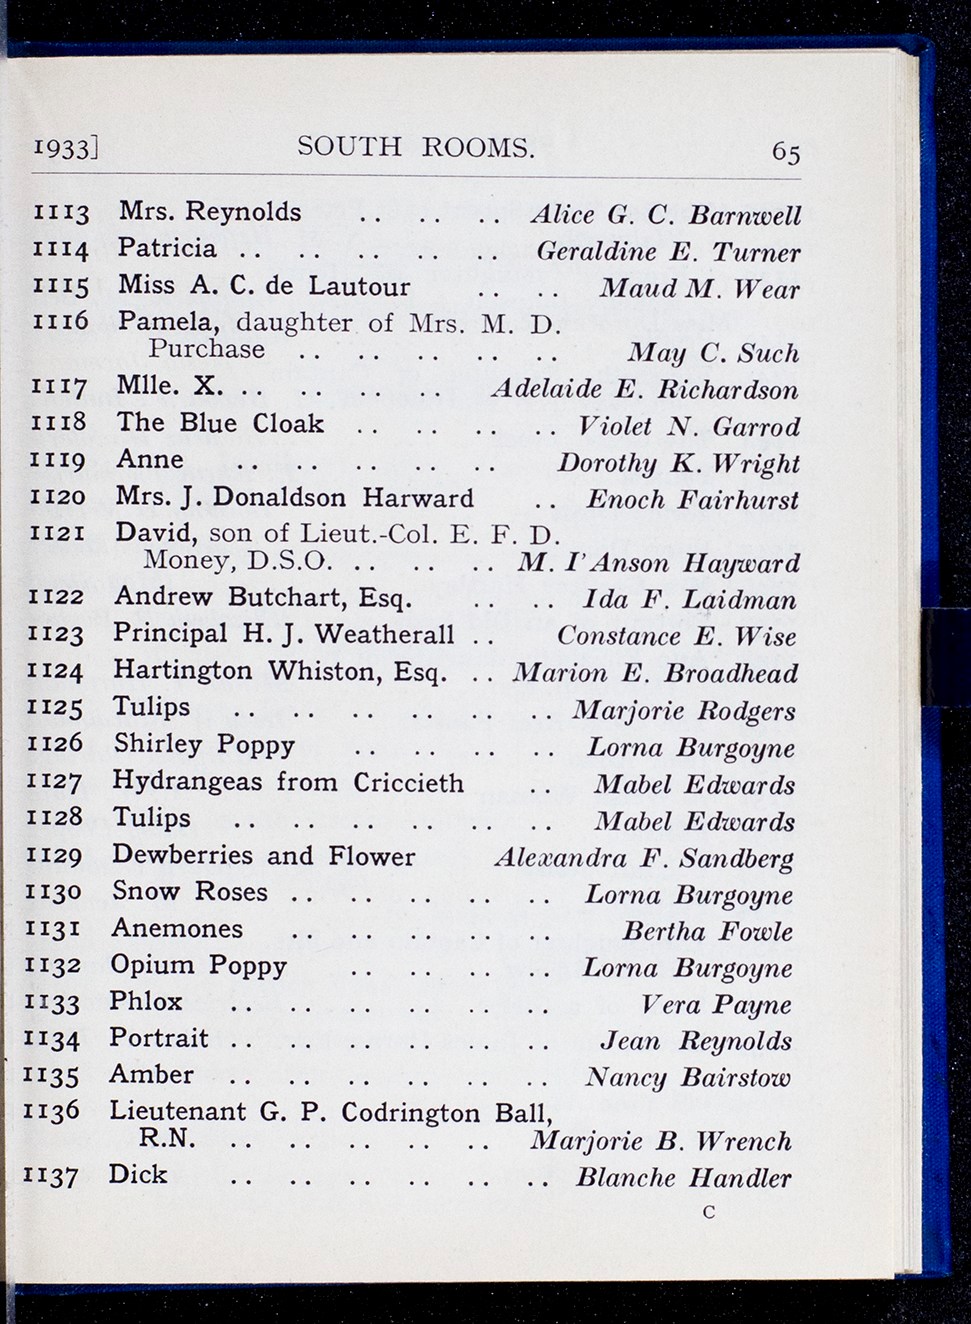 1933] SOUTH ROOMS. 65
1113 Mrs. Reynolds .. .. .. Alice G. C. Barnwell
1114 Patricia .. .. .. .. .. Geraldine E. Turner
1115 Miss A. C. de Lautour .. .. Maud M. Wear
1116 Pamela, daughter of Mrs. M. D.
Purchase .. .. .. .. .. May C. Such
1117 Mlle. X. .. .. .. .. Adelaide E. Richardson
1118 The Blue Cloak .. .. .. .. Violet N. Garrod
1119 Anne .. .. .. .. .. Dorothy K. Wright
1120 Mrs. J. Donaldson Harward .. Enoch Fairhurst
1121 David, son of Lieut.-Col. E. F. D.
Money, D.S.O. .. .. .. M. I'Anson Hayward
1122 Andrew Butchart, Esq. .. .. Ida F. Laidman
1123 Principal H. J. Weatherall .. Constance E. Wise
1124 Hartington Whiston, Esq. .. Marion E. Broadhead
1125 Tulips .. .. .. .. .. .. Marjorie Rodgers
1126 Shirley Poppy .. .. .. .. Lorna Burgoyne
1127 Hydrangeas from Criccieth .. Mabel Edwards
1128 Tulips .. .. .. .. .. .. Mabel Edwards
1129 Dewberries and Flower Alexandra F. Sandberg
1130 Snow Roses .. .. .. .. .. Lorna Burgoyne
1131 Anemones .. .. .. .. .. Bertha Fowle
1132 Opium Poppy .. .. .. .. Lorna Burgoyne
1133 Phlox .. .. .. .. .. .. Vera Payne
1134 Portrait .. .. .. .. .. .. Jean Reynolds
1135 Amber .. .. .. .. .. .. Nancy Bairstow
1136 Lieutenant G. P. Codrington Ball,
R.N. .. .. .. .. .. Marjorie B. Wrench
1137 Dick .. .. .. .. .. .. Blanche Handler
C